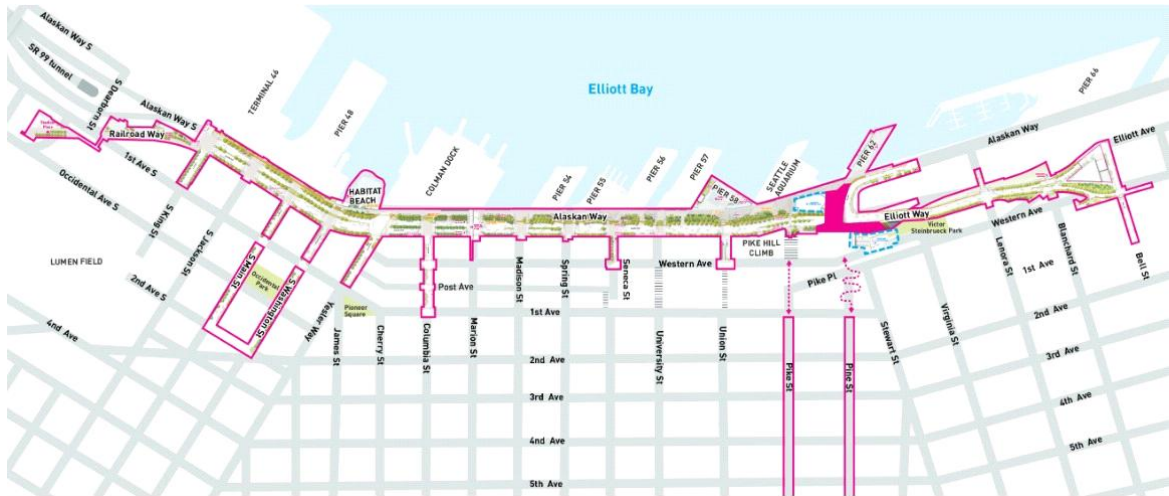 Alaskan Way S
SR 99 tunnel
S Dearborn St
Alaskan Way S
Railroad Way
1st Ave S
Occidental Ave S
S King St
S Jackson St
LUMEN FIELD
2nd Ave S
4th Ave
S Main St
Occidental
Park
S Washington St
Yesler Way
TERMINAL 46
PIER 48
HABITAT
BEACH
COLMAN DOCK
PIER 54
PIER 55
PIER 56
PIER 57
PIER 58
SEATTLE
AQUARIUM
PIER 62
PIER 66
Elliott Bay
Alaskan Way
Alaskan Way
Elliott Ave
Elliott Way
Victor
Steinbrueck Park
Western Ave
PIKE HILL
CLIMB
Western Ave
Pike Pl
Post Ave
Pioneer
Square
James St
Cherry St
Columbia St
Marion St
Madison St
Spring St
Seneca St
University St
Union St
Pike St
Pine St
Stewart St
Virginia St
Lenora St
Blanchard St
Bell St
1st Ave
2nd Ave
3rd Ave
4nd Ave
5th Ave
1st Ave
2nd Ave
3rd Ave
4th Ave
5th Ave